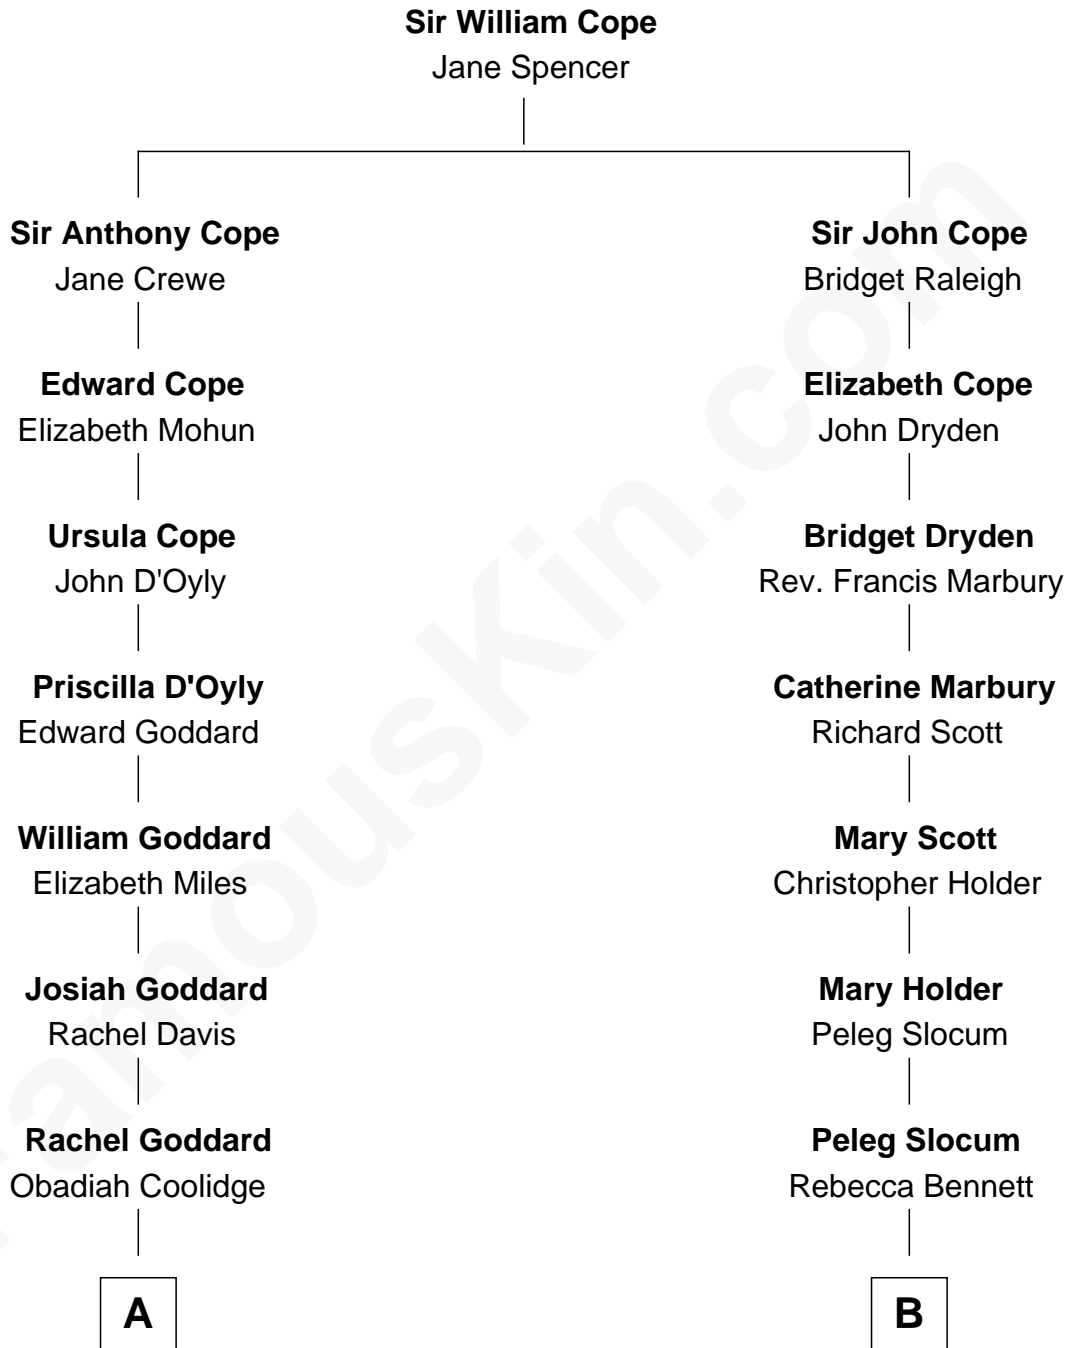 Sir William Cope
Jane Spencer
Sir Anthony Cope
Jane Crewe
Edward Cope
Elizabeth Mohun
Ursula Cope
John D'Oyly
Priscilla D'Oyly
Edward Goddard
William Goddard
Elizabeth Miles
Josiah Goddard
Rachel Davis
Rachel Goddard
Obadiah Coolidge
A
Sir John Cope
Bridget Raleigh
Elizabeth Cope
John Dryden
Bridget Dryden
Rev. Francis Marbury
Catherine Marbury
Richard Scott
Mary Scott
Christopher Holder
Mary Holder
Peleg Slocum
Peleg Slocum
Rebecca Bennett
B
FamousKin.com